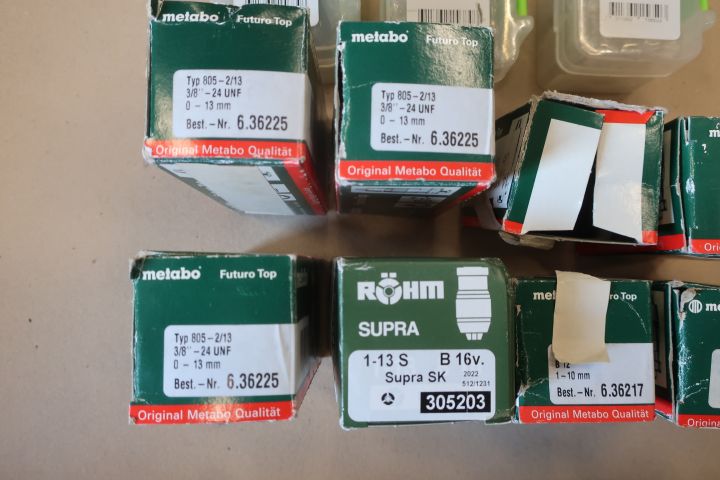 metabo Futuro Top
Typ 805-2/13
3/8"-24 UNF
0 - 13 mm
Best.-Nr. 6.36225
Original Metabo Qualität
metabo Futuro Top
Typ 805-2/13
3/8"-24 UNF
0 - 13 mm
Best.-Nr. 6.36225
Original Metabo Qualität
metabo Futuro Top
Typ 805-2/13
3/8"-24 UNF
0 - 13 mm
Best.-Nr. 6.36225
Original Metabo Qualität
RÖHM
SUPRA
1-13 S B 16v.
Supra SK 2022
512/1231
305203
Top
B 12
1-10 mm
Best.-Nr. 6.36217
Original Metabo Qualität